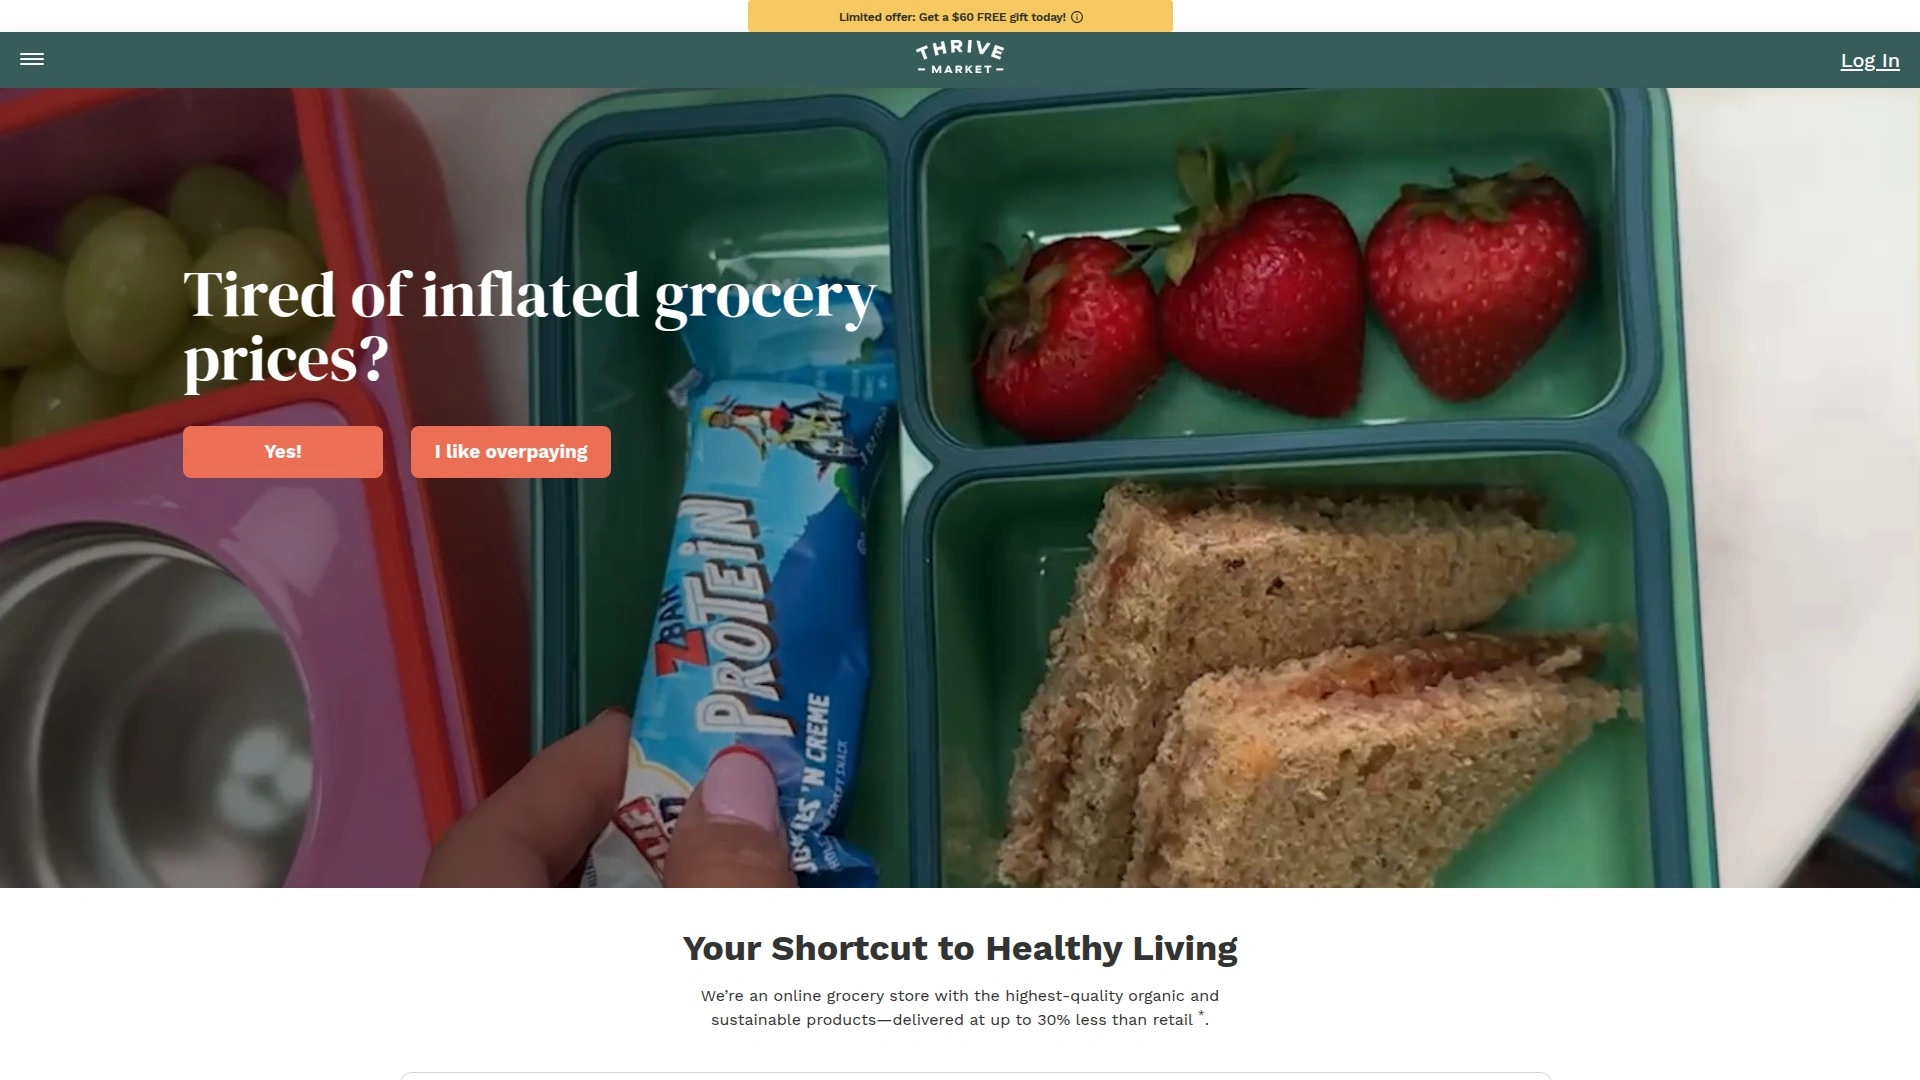 Limited offer: Get a $60 FREE gift today!
THRIVE
MARKET
Log In
Tired of inflated grocery
prices?
Yes!
I like overpaying
ZBAR
PROTEIN
'N CREME
Your Shortcut to Healthy Living
We’re an online grocery store with the highest-quality organic and
sustainable products—delivered at up to 30% less than retail *.